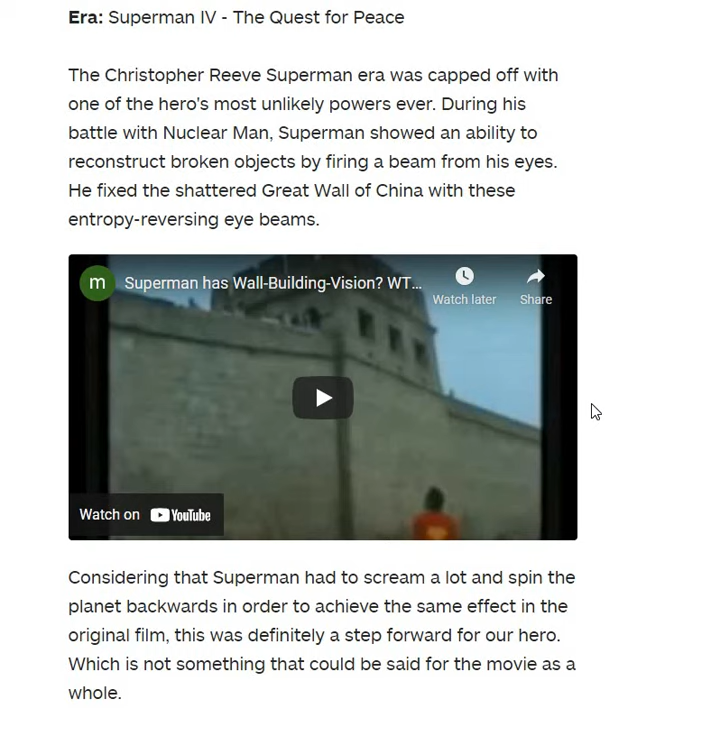 Era: Superman IV - The Quest for Peace
The Christopher Reeve Superman era was capped off with
one of the hero's most unlikely powers ever. During his
battle with Nuclear Man, Superman showed an ability to
reconstruct broken objects by firing a beam from his eyes.
He fixed the shattered Great Wall of China with these
entropy-reversing eye beams.
m
Superman has Wall-Building-Vision? WT...
Watch later
Share
Watch on YouTube
Considering that Superman had to scream a lot and spin the
planet backwards in order to achieve the same effect in the
original film, this was definitely a step forward for our hero.
Which is not something that could be said for the movie as a
whole.